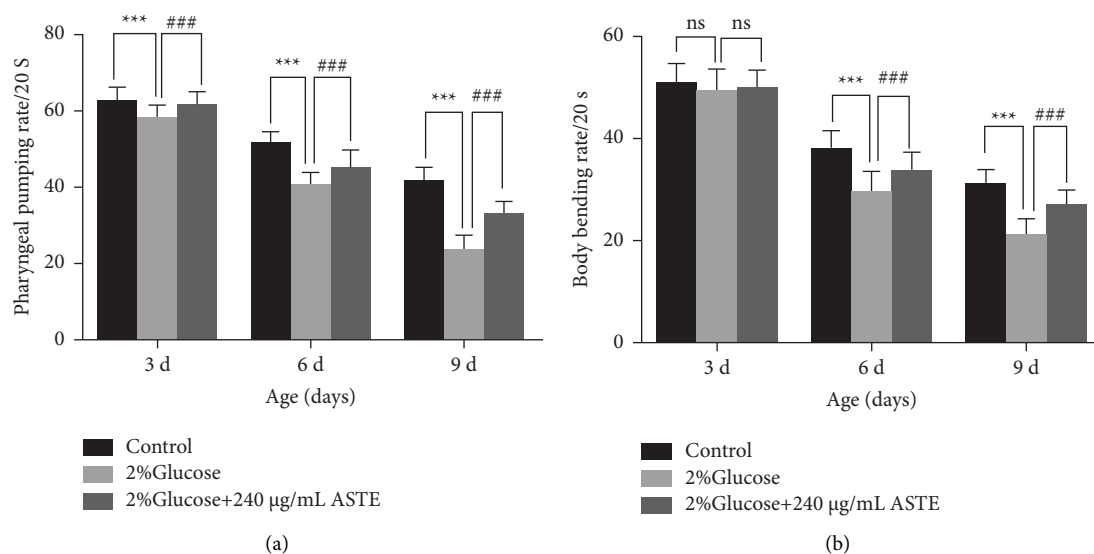 80
60
40
20
0
Pharyngeal pumping rate/20 S
*** ###
*** ###
*** ###
3 d 6 d 9 d
Age (days)
Control
2%Glucose
2%Glucose+240 µg/mL ASTE
(a)
60
40
20
0
Body bending rate/20 s
ns ns
*** ###
*** ###
3 d 6 d 9 d
Age (days)
Control
2%Glucose
2%Glucose+240 µg/mL ASTE
(b)